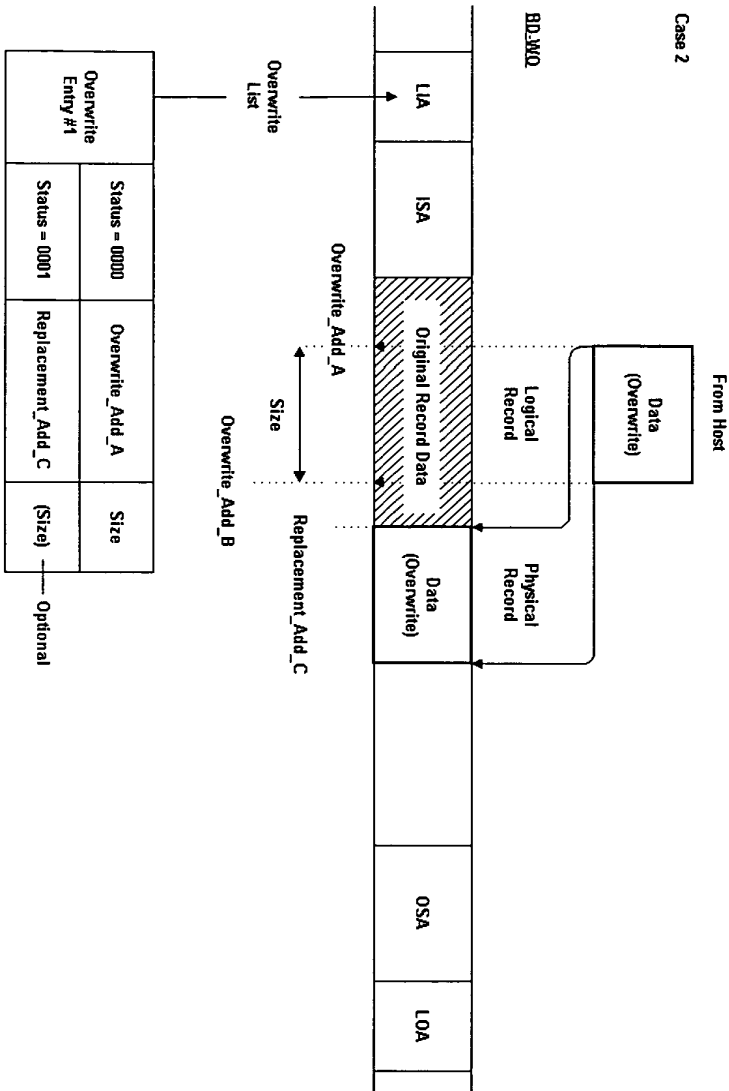 Case 2
From Host
BD-WO
Data
(Overwrite)
Logical
Record
Physical
Record
LIA
ISA
Original Record Data
Data
(Overwrite)
OSA
LOA
Overwrite_Add_A
Size
Overwrite_Add_B
Replacement_Add_C
Overwrite
List
Overwrite
Entry #1
Status = 0000
Overwrite_Add_A
Size
Status = 0001
Replacement_Add_C
(Size)
Optional